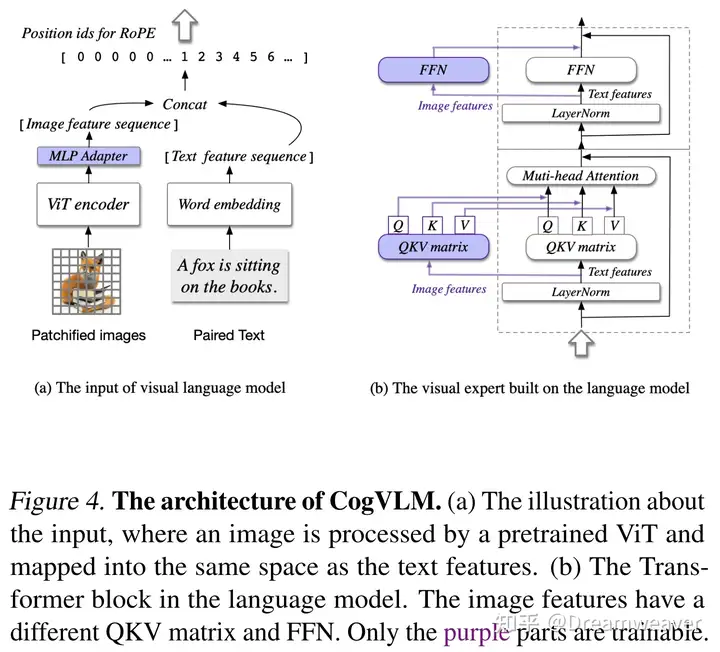 Position ids for RoPE
[ 0 0 0 0 0 … 1 2 3 4 5 6 … ]
Concat
[Image feature sequence]
MLP Adapter
[Text feature sequence]
ViT encoder
Word embedding
A fox is sitting
on the books.
Patchified images
Paired Text
(a) The input of visual language model
FFN
FFN
Text features
Image features
LayerNorm
Muti-head Attention
Q K V
Q K V
QKV matrix
QKV matrix
Text features
Image features
LayerNorm
(b) The visual expert built on the language model
Figure 4. The architecture of CogVLM. (a) The illustration about
the input, where an image is processed by a pretrained ViT and
mapped into the same space as the text features. (b) The Trans-
former block in the language model. The image features have a
different QKV matrix and FFN. Only the purple parts are trainable.
知乎 @Dreamweaver